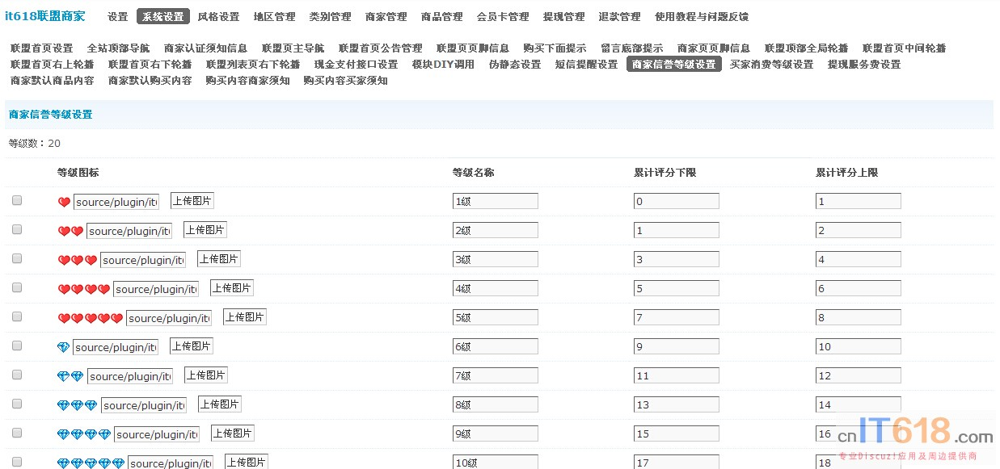 it618联盟商家 设置 系统设置 风格设置 地区管理 类别管理 商家管理 商品管理 会员卡管理 提现管理 退款管理 使用教程与问题反馈
联盟首页设置 全站顶部导航 商家认证须知信息 联盟页主导航 联盟首页公告管理 联盟页页脚信息 购买下面提示 留言底部提示 商家页页脚信息 联盟顶部全局轮播 联盟首页中间轮播
联盟首页右上轮播 联盟首页右下轮播 联盟列表页右下轮播 现金支付接口设置 模块DIY调用 伪静态设置 短信提醒设置 商家信誉等级设置 买家消费等级设置 提现服务费设置
商家默认商品内容 商家默认购买内容 购买内容商家须知 购买内容买家须知
商家信誉等级设置
等级数：20
等级图标 等级名称 累计评分下限 累计评分上限
source/plugin/it 上传图片 1级 0 1
source/plugin/it 上传图片 2级 1 2
source/plugin/it 上传图片 3级 3 4
source/plugin/it 上传图片 4级 5 6
source/plugin/it 上传图片 5级 7 8
source/plugin/it 上传图片 6级 9 10
source/plugin/it 上传图片 7级 11 12
source/plugin/it 上传图片 8级 13 14
source/plugin/it 上传图片 9级 15 16
source/plugin/it 上传图片 10级 17 18
cnIT618.com
专业Discuz!应用及周边提供商